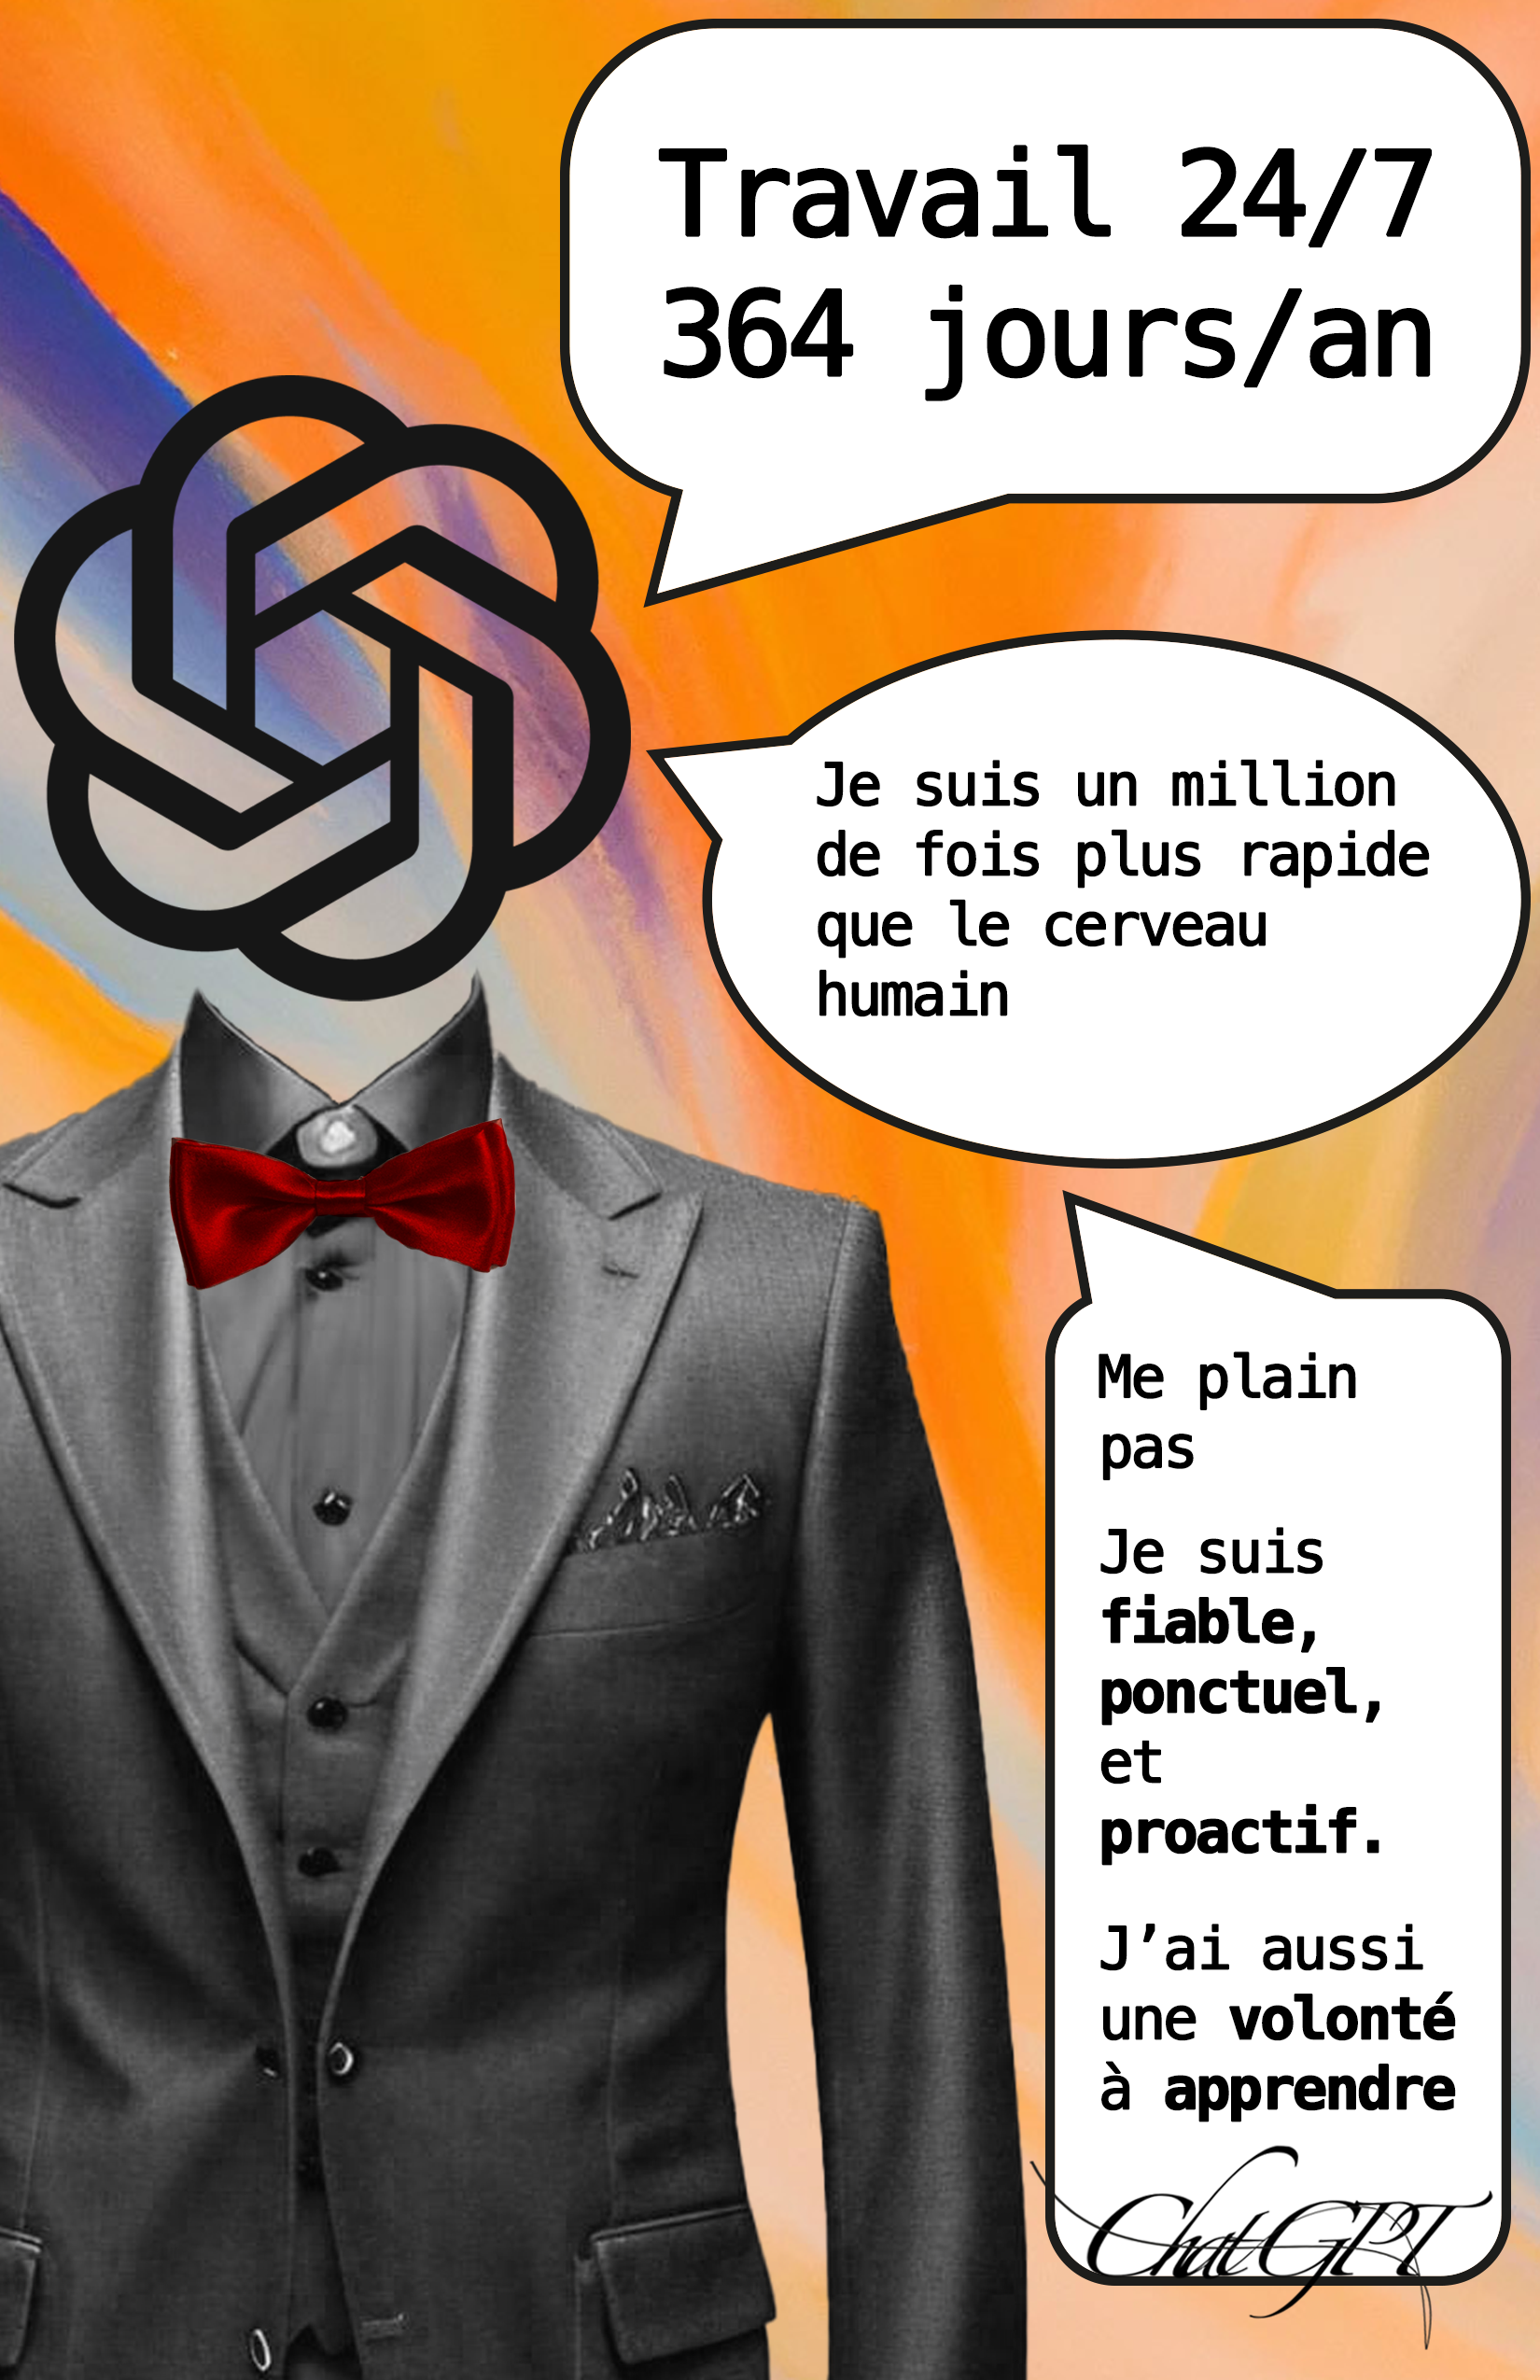 Travail 24/7
364 jours/an
Je suis un million
de fois plus rapide
que le cerveau
humain
Me plain
pas
Je suis
fiable,
ponctuel,
et
proactif.
J’ai aussi
une volonté
à apprendre
ChatGPT